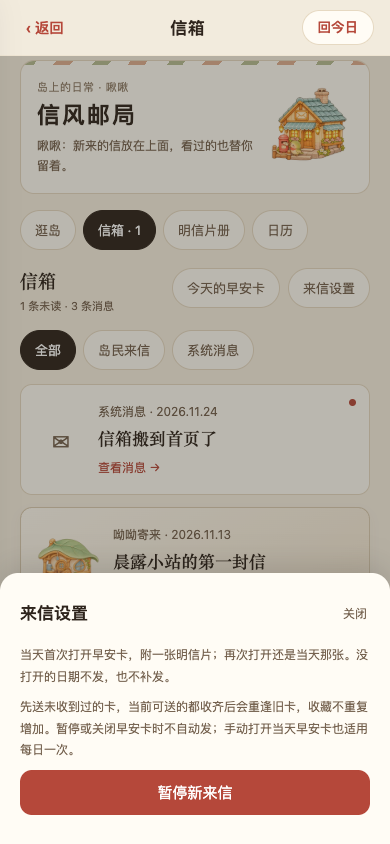 ‹ 返回
信箱
回今日
岛上的日常 · 啾啾
信风邮局
啾啾：新来的信放在上面，看过的也替你
留着。
逛岛
信箱 · 1
明信片册
日历
信箱
1 条未读 · 3 条消息
今天的早安卡
来信设置
全部
岛民来信
系统消息
系统消息 · 2026.11.24
信箱搬到首页了
查看消息 →
呦呦寄来 · 2026.11.13
晨露小站的第一封信
来信设置
关闭
当天首次打开早安卡，附一张明信片；再次打开还是当天那张。没
打开的日期不发，也不补发。
先送未收到过的卡，当前可送的都收齐后会重逢旧卡，收藏不重复
增加。暂停或关闭早安卡时不自动发；手动打开当天早安卡也适用
每日一次。
暂停新来信